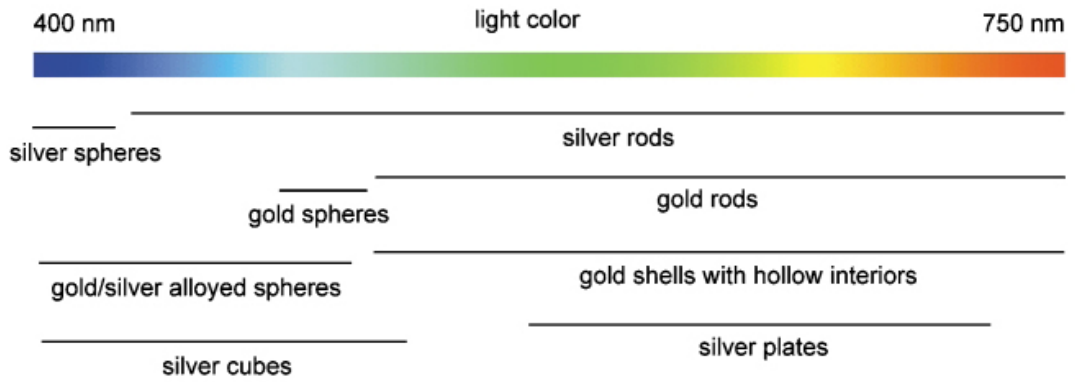 400 nm
light color
750 nm
silver rods
silver spheres
gold rods
gold spheres
gold shells with hollow interiors
gold/silver alloyed spheres
silver plates
silver cubes